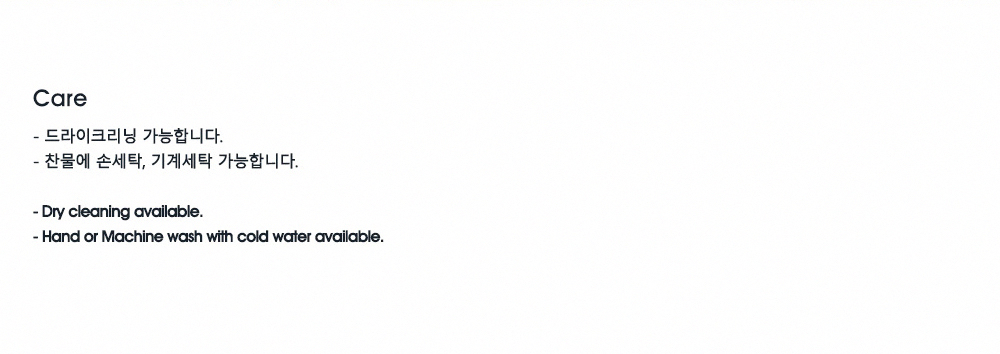 Care
- 드라이크리닝 가능합니다.
- 찬물에 손세탁, 기계세탁 가능합니다.
- Dry cleaning available.
- Hand or Machine wash with cold water available.